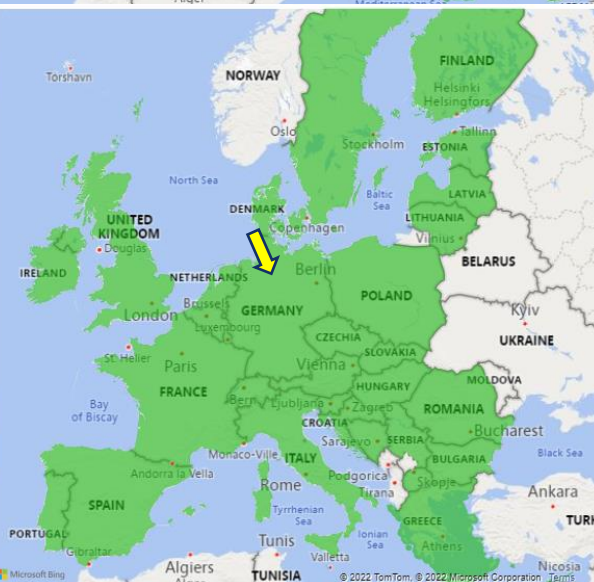 Mediterranean Sea
FINLAND
Torshavn
NORWAY
Helsinki
Helsingfors
Oslo
Stockholm
Tallinn
ESTONIA
North Sea
LATVIA
Baltic
Sea
DENMARK
LITHUANIA
UNITED
KINGDOM
Copenhagen
Vilnius
Douglas
BELARUS
IRELAND
NETHERLANDS
Berlin
POLAND
Brussels
GERMANY
London
Kyiv
Luxembourg
UKRAINE
CZECHIA
St. Helier
SLOVAKIA
Paris
Vienna
MOLDOVA
HUNGARY
FRANCE
Bern
Ljubljana
Zagreb
ROMANIA
Bay
of Biscay
CROATIA
Bucharest
Sarajevo
SERBIA
Monaco-Ville
ITALY
BULGARIA
Black Sea
Andorra la Vella
Podgorica
Skopje
Rome
Tirana
Ankara
SPAIN
Tyrrhenian
Sea
GREECE
TUR
PORTUGAL
Ionian
Sea
Athens
Gibraltar
Tunis
Valletta
Algiers
Nicosia
Microsoft Bing
TUNISIA
© 2022 TomTom, © 2022 Microsoft Corporation Terms